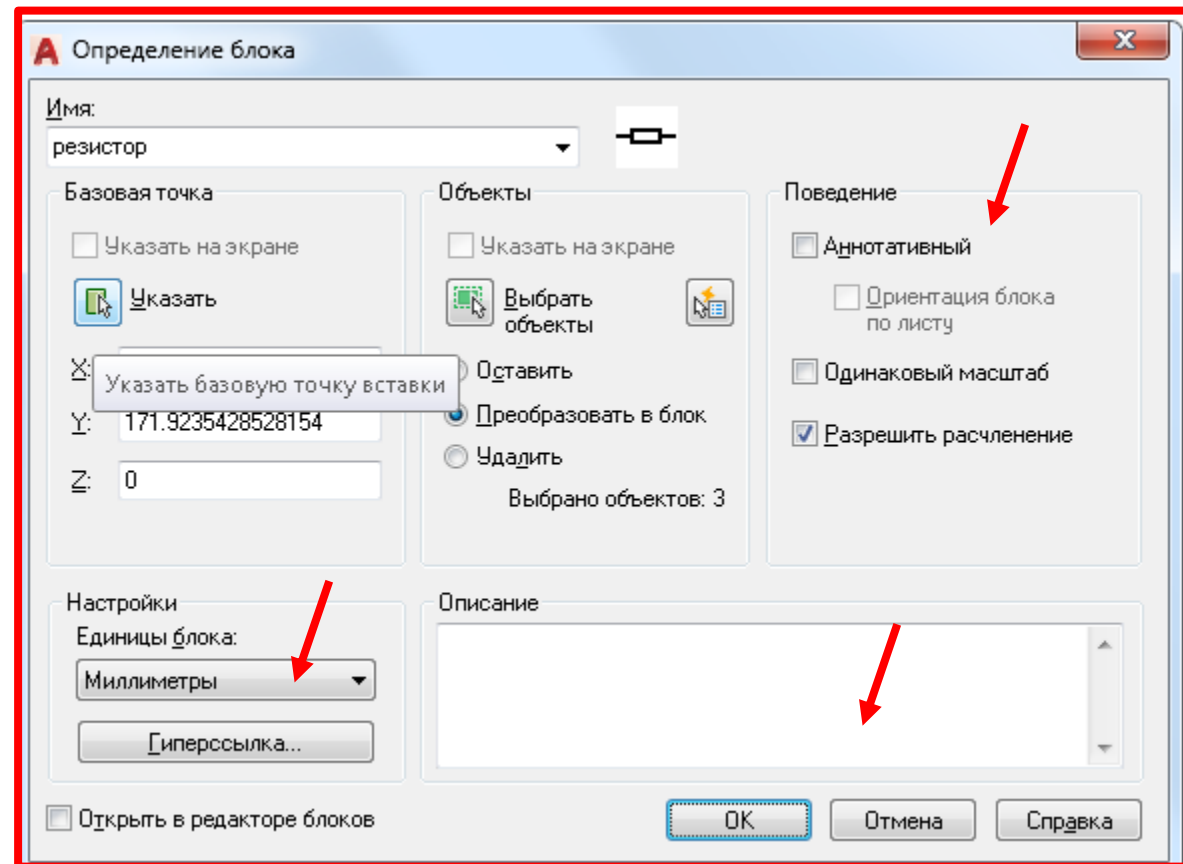 Определение блока
Имя:
резистор
Базовая точка
Указать на экране
Указать
X:
Указать базовую точку вставки
Y: 171.9235428528154
Z: 0
Объекты
Указать на экране
Выбрать
объекты
Оставить
Преобразовать в блок
Удалить
Выбрано объектов: 3
Поведение
Аннотативный
Ориентация блока
по листу
Одинаковый масштаб
Разрешить расчленение
Настройки
Единицы блока:
Миллиметры
Гиперссылка...
Описание
Открыть в редакторе блоков
OK
Отмена
Справка